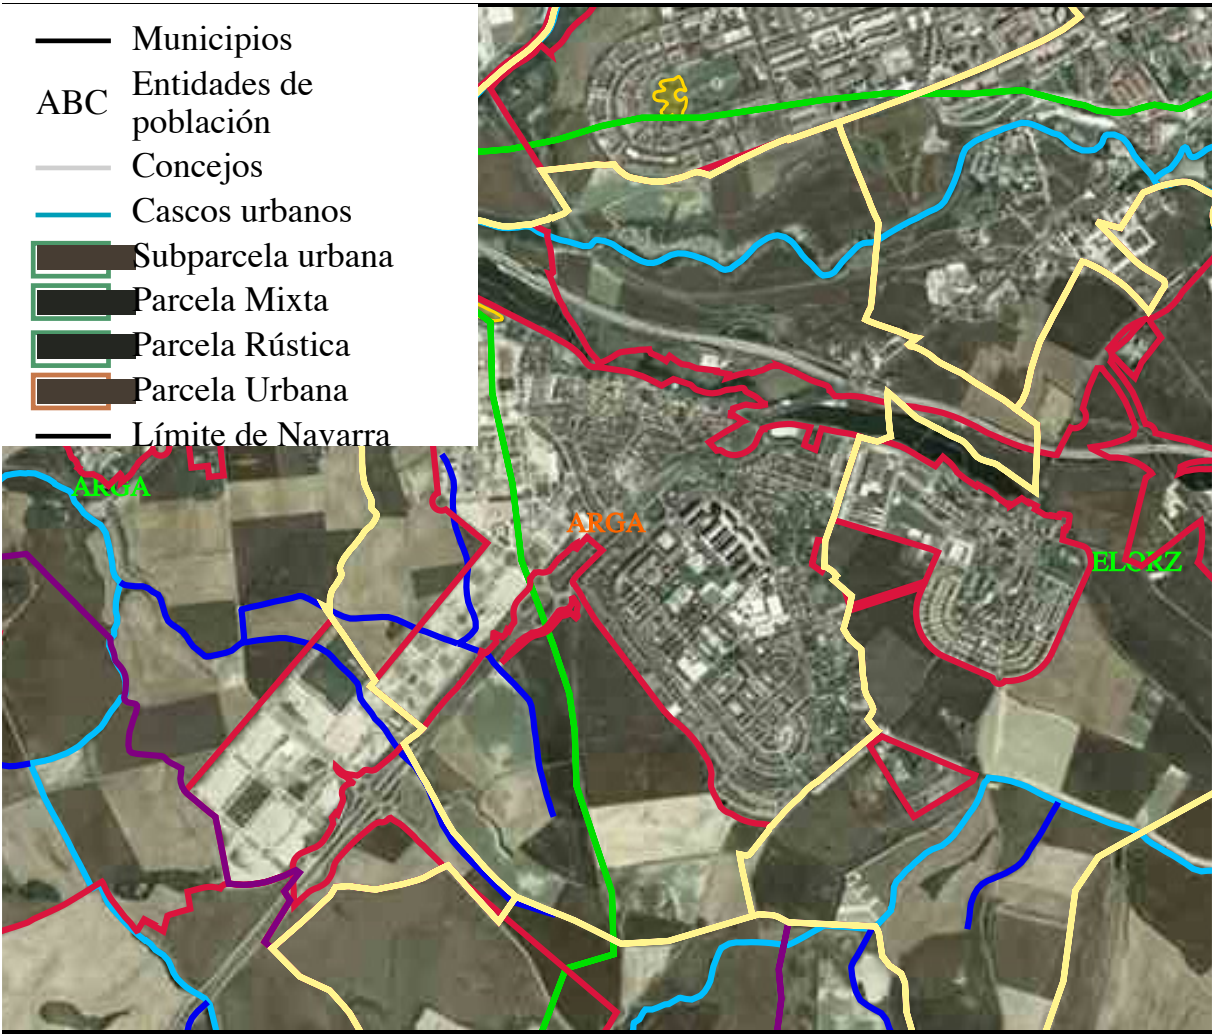 Municipios
ABC
Entidades de
población
Concejos
Cascos urbanos
Subparcela urbana
Parcela Mixta
Parcela Rústica
Parcela Urbana
Límite de Navarra
ARGA
ARGA
ELORZ